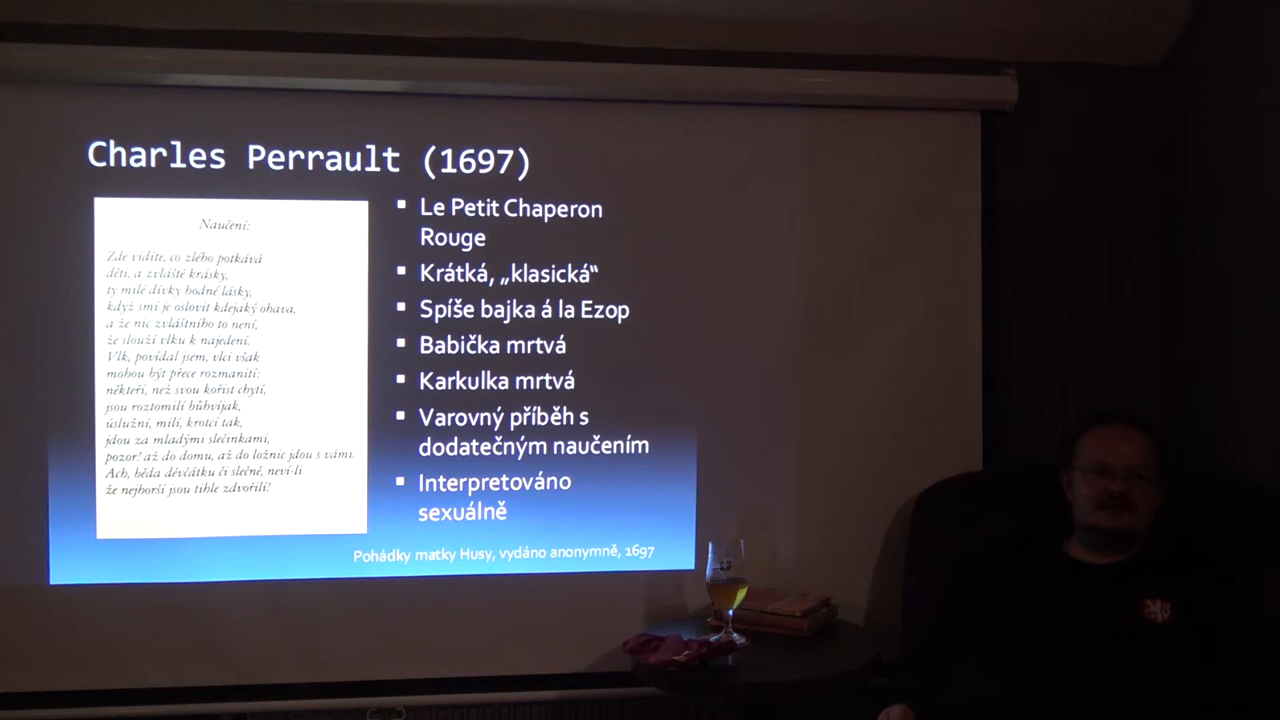 Charles Perrault (1697)
Naučení:
Zde vidíte, co zlého potkává
děti, a zvláště krásky,
ty milé dívky hodné lásky,
když smí je oslovit kdejaký ohava,
a že nic zvláštního to není,
že slouží vlku k najedení.
Vlk, povídal jsem, vlci však
mohou být přece rozmanití:
někteří, než svou kořist chytí,
jsou roztomilí bůhvíjak,
úslužní, milí, krotcí tak,
jdou za mladými slečinkami,
pozor! až do domu, až do ložnic jdou s vámi.
Ach, běda děvčátku či slečně, neví-li
že nejhorší jsou tihle zdvořilí!
Le Petit Chaperon
Rouge
Krátká, „klasická“
Spíše bajka á la Ezop
Babička mrtvá
Karkulka mrtvá
Varovný příběh s
dodatečným naučením
Interpretováno
sexuálně
Pohádky matky Husy, vydáno anonymně, 1697